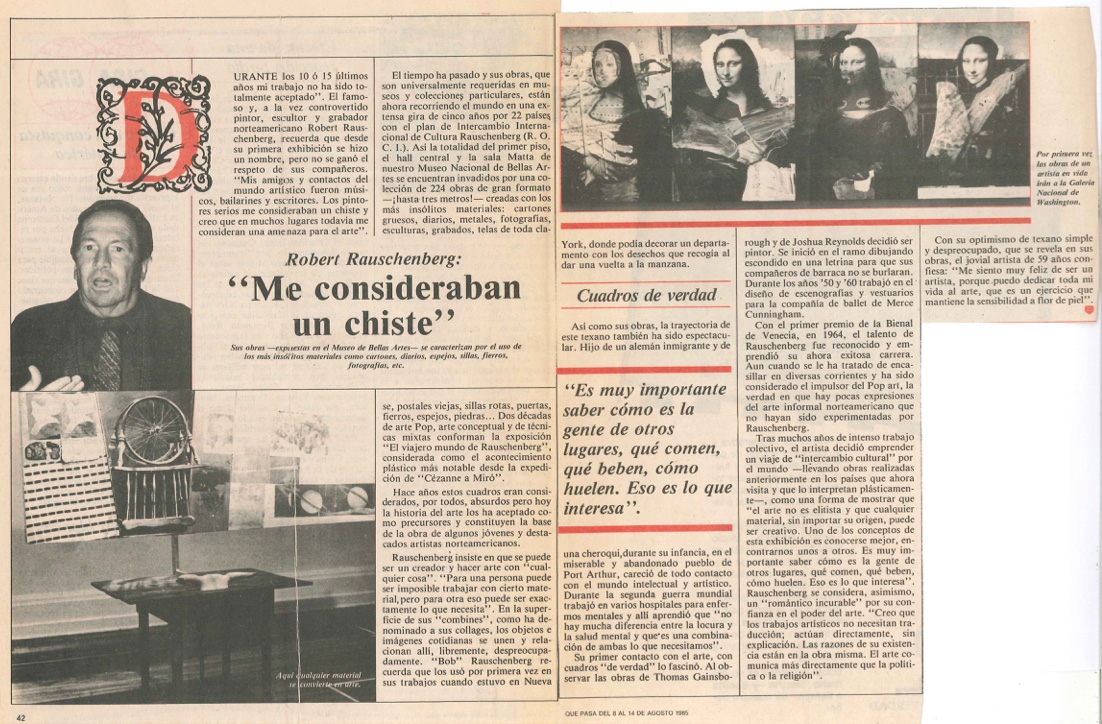 DURANTE los 10 ó 15 últimos
años mi trabajo no ha sido to-
talmente aceptado”. El famo-
so y, a la vez controvertido
pintor, escultor y grabador
norteamericano Robert Raus-
chenberg, recuerda que desde
su primera exhibición se hizo
un nombre, pero no se ganó el
respeto de sus compañeros.
“Mis amigos y contactos del
mundo artístico fueron músi-
cos, bailarines y escritores. Los pinto-
res serios me consideraban un chiste y
creo que en muchos lugares todavía me
consideran una amenaza para el arte”.
El tiempo ha pasado y sus obras, que
son universalmente requeridas en mu-
seos y colecciones particulares, están
ahora recorriendo el mundo en una ex-
tensa gira de cinco años por 22 países
con el plan de Intercambio Interna-
cional de Cultura Rauschenberg (R. O.
C. I.). Así la totalidad del primer piso,
el hall central y la sala Matta de
nuestro Museo Nacional de Bellas Ar-
tes se encuentran invadidos por una co-
lección de 224 obras de gran formato
—¡hasta tres metros!— creadas con los
más insólitos materiales: cartones
gruesos, diarios, metales, fotografías,
esculturas, grabados, telas de toda cla-
Robert Rauschenberg:
“Me consideraban
un chiste”
Sus obras —expuestas en el Museo de Bellas Artes— se caracterizan por el uso de
los más insólitos materiales como cartones, diarios, espejos, sillas, fierros,
fotografías, etc.
se, postales viejas, sillas rotas, puertas,
fierros, espejos, piedras... Dos décadas
de arte Pop, arte conceptual y de técni-
cas mixtas conforman la exposición
“El viajero mundo de Rauschenberg”,
considerada como el acontecimiento
plástico más notable desde la expedi-
ción de “Cézanne a Miró”.
Hace años estos cuadros eran consi-
derados, por todos, absurdos pero hoy
la historia del arte los ha aceptado co-
mo precursores y constituyen la base
de la obra de algunos jóvenes y desta-
cados artistas norteamericanos.
Rauschenberg insiste en que se puede
ser un creador y hacer arte con “cual-
quier cosa”. “Para una persona puede
ser imposible trabajar con cierto mate-
rial,pero para otra eso puede ser exac-
tamente lo que necesita”. En la super-
ficie de sus “combines”, como ha de-
nominado a sus collages, los objetos e
imágenes cotidianas se unen y rela-
cionan allí, libremente, despreocupa-
damente. “Bob” Rauschenberg re-
cuerda que los usó por primera vez en
sus trabajos cuando estuvo en Nueva
Aquí cualquier material
se convierte en arte.
42
Por primera vez
las obras de un
artista en vida
irán a la Galería
Nacional de
Washington.
York, donde podía decorar un departa-
mento con los desechos que recogía al
dar una vuelta a la manzana.
Cuadros de verdad
Así como sus obras, la trayectoria de
este texano también ha sido espectacu-
lar. Hijo de un alemán inmigrante y de
“Es muy importante
saber cómo es la
gente de otros
lugares, qué comen,
qué beben, cómo
huelen. Eso es lo que
interesa”.
una cheroqui,durante su infancia, en el
miserable y abandonado pueblo de
Port Arthur, careció de todo contacto
con el mundo intelectual y artístico.
Durante la segunda guerra mundial
trabajó en varios hospitales para enfer-
mos mentales y allí aprendió que “no
hay mucha diferencia entre la locura y
la salud mental y que es una combina-
ción de ambas lo que necesitamos”.
Su primer contacto con el arte, con
cuadros “de verdad” lo fascinó. Al ob-
servar las obras de Thomas Gainsbo-
rough y de Joshua Reynolds decidió ser
pintor. Se inició en el ramo dibujando
escondido en una letrina para que sus
compañeros de barraca no se burlaran.
Durante los años ’50 y ’60 trabajó en el
diseño de escenografías y vestuarios
para la compañía de ballet de Merce
Cunningham.
Con el primer premio de la Bienal
de Venecia, en 1964, el talento de
Rauschenberg fue reconocido y em-
prendió su ahora exitosa carrera.
Aun cuando se le ha tratado de enca-
sillar en diversas corrientes y ha sido
considerado el impulsor del Pop art, la
verdad es que hay pocas expresiones
del arte informal norteamericano que
no hayan sido experimentadas por
Rauschenberg.
Tras muchos años de intenso trabajo
colectivo, el artista decidió emprender
un viaje de “intercambio cultural” por
el mundo —llevando obras realizadas
anteriormente en los países que ahora
visita y que lo interpretan plásticamen-
te—, como una forma de mostrar que
“el arte no es elitista y que cualquier
material, sin importar su origen, puede
ser creativo. Uno de los conceptos de
esta exhibición es conocerse mejor, en-
contrarnos unos a otros. Es muy im-
portante saber cómo es la gente de
otros lugares, qué comen, qué beben,
cómo huelen. Eso es lo que interesa”.
Rauschenberg se considera, asimismo,
un “romántico incurable” por su con-
fianza en el poder del arte. “Creo que
los trabajos artísticos no necesitan tra-
ducción; actúan directamente, sin
explicación. Las razones de su existen-
cia están en la obra misma. El arte co-
munica más directamente que la políti-
ca o la religión”.
Con su optimismo de texano simple
y despreocupado, que se revela en sus
obras, el jovial artista de 59 años con-
fiesa: “Me siento muy feliz de ser un
artista, porque puedo dedicar toda mi
vida al arte, que es un ejercicio que
mantiene la sensibilidad a flor de piel”.
QUE PASA DEL 8 AL 14 DE AGOSTO 1985